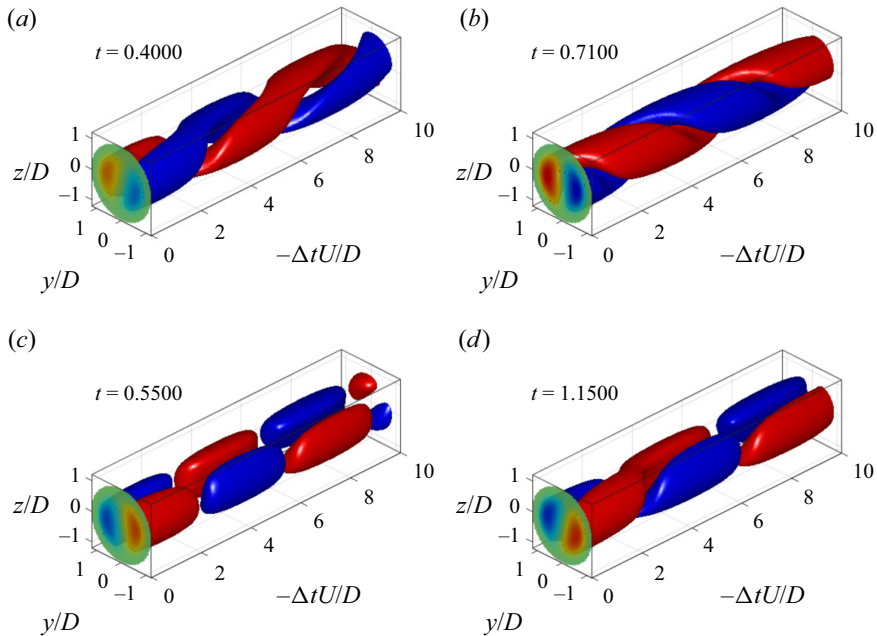 (a)
t = 0.4000
10
8
6
4
2
0
1
0
–1
z/D
1
0
–1
y/D
–ΔtU/D
(b)
t = 0.7100
10
8
6
4
2
0
1
0
–1
z/D
1
0
–1
y/D
–ΔtU/D
(c)
t = 0.5500
10
8
6
4
2
0
1
0
–1
z/D
1
0
–1
y/D
–ΔtU/D
(d)
t = 1.1500
10
8
6
4
2
0
1
0
–1
z/D
1
0
–1
y/D
–ΔtU/D